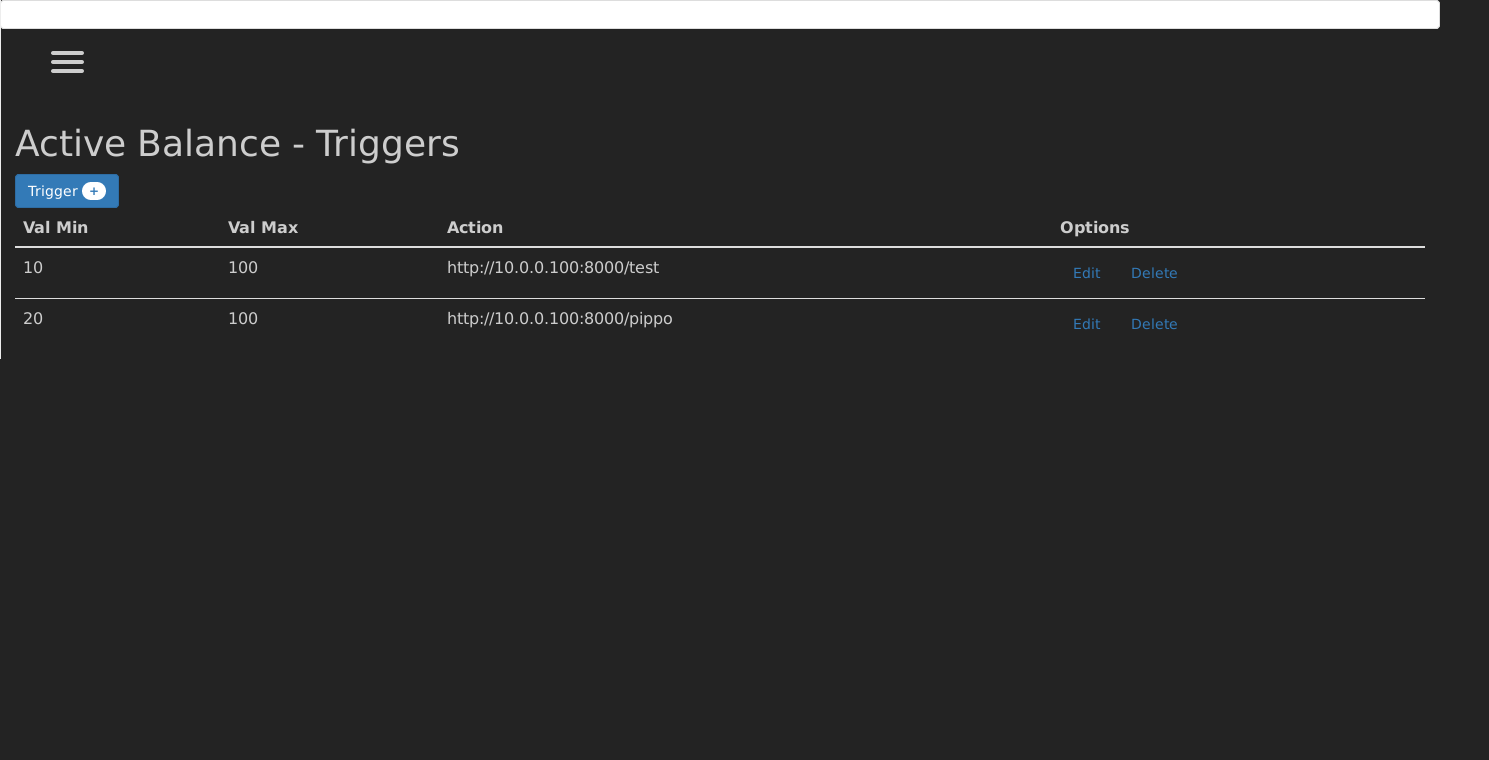 Active Balance - Triggers
Trigger +
Val Min Val Max Action Options
10 100 http://10.0.0.100:8000/test Edit Delete
20 100 http://10.0.0.100:8000/pippo Edit Delete